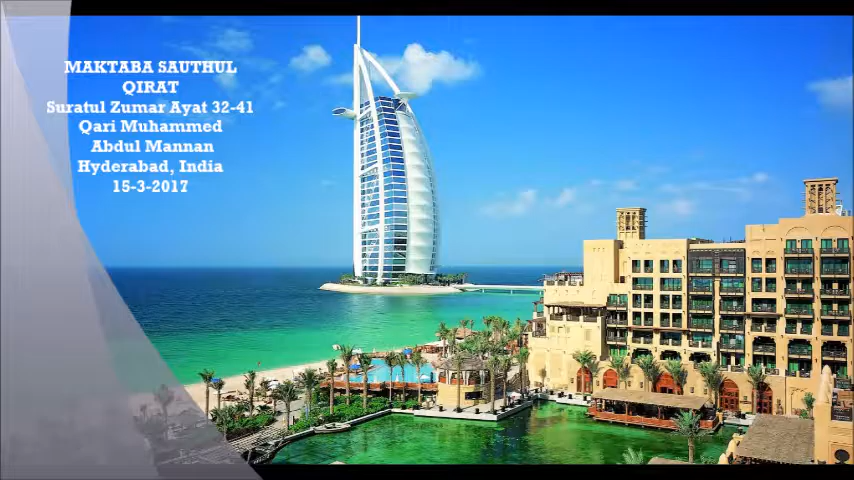 MAKTABA SAUTHUL
QIRAT
Suratul Zumar Ayat 32-41
Qari Muhammed
Abdul Mannan
Hyderabad, India
15-3-2017